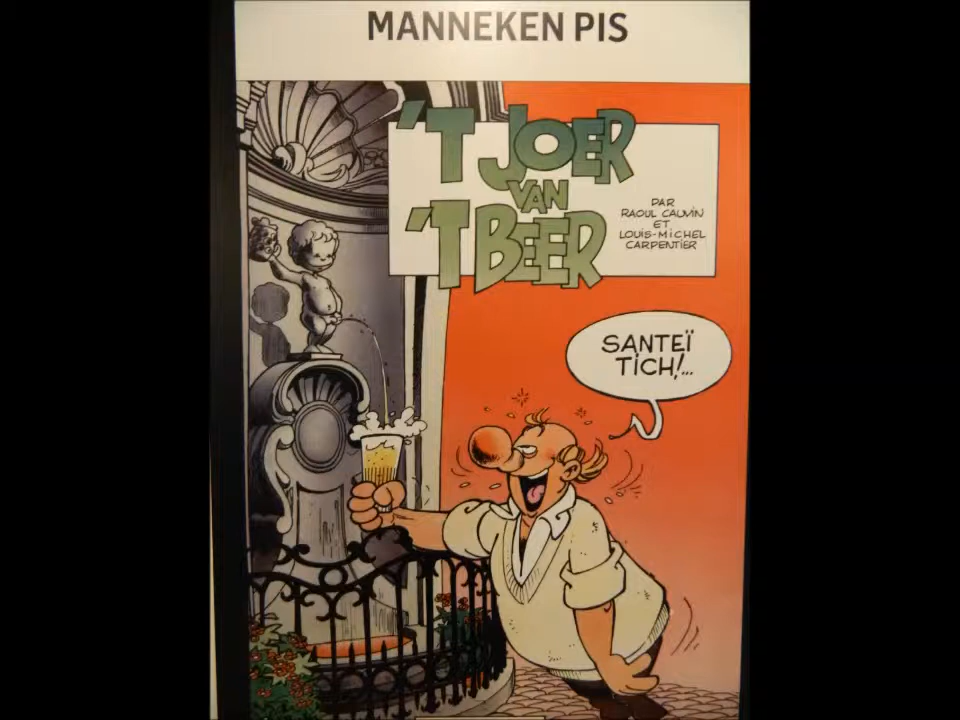 MANNEKEN PIS
'T JOER
VAN
'T BEER
PAR
RAOUL CAUVIN
ET
LOUIS-MICHEL
CARPENTIER
SANTEÏ
TICH!...